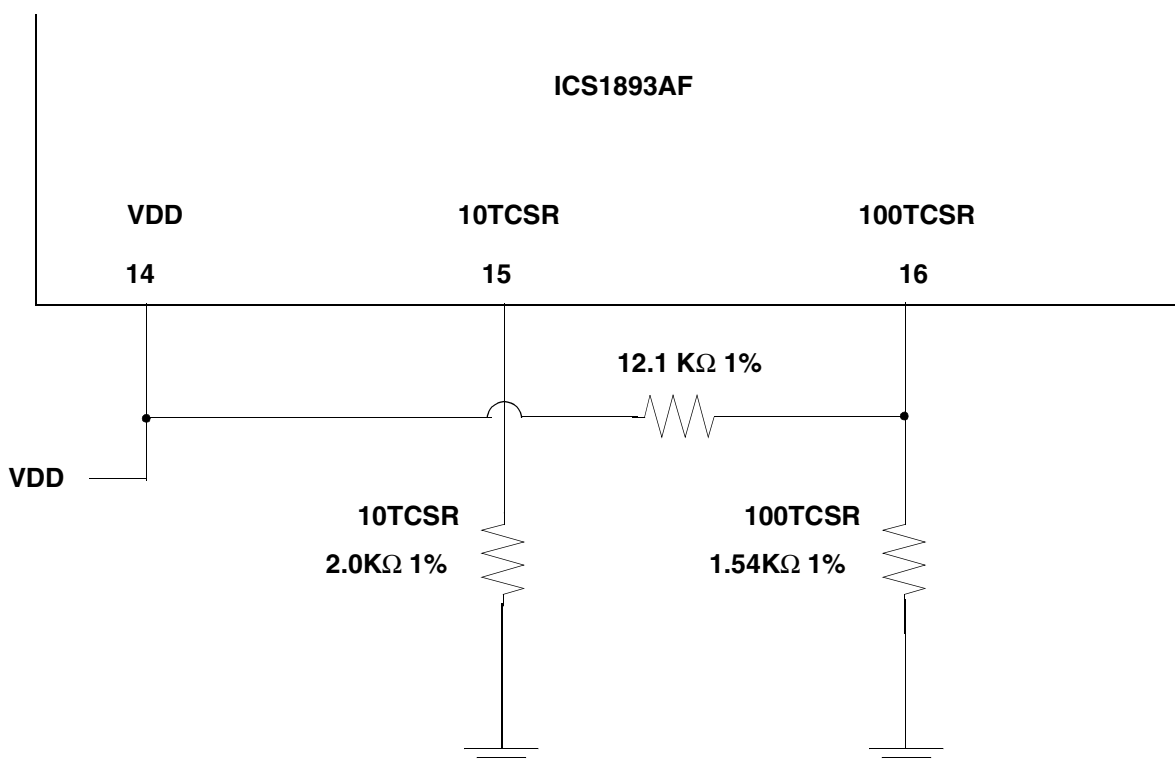 ICS1893AF
VDD
10TCSR
100TCSR
14
15
16
12.1 KΩ 1%
VDD
10TCSR
100TCSR
2.0KΩ 1%
1.54KΩ 1%